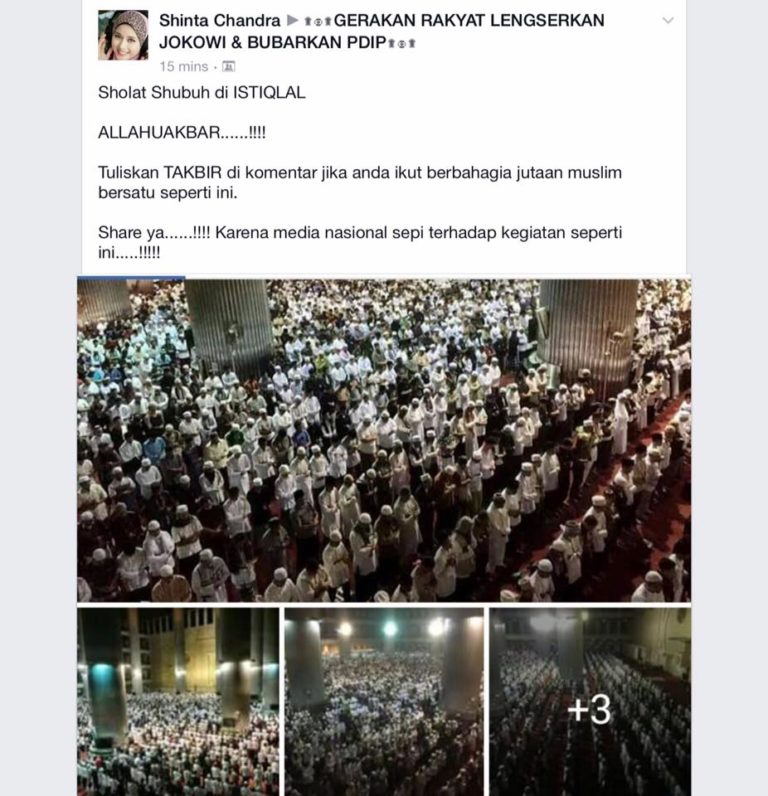 Shinta Chandra ▶ GERAKAN RAKYAT LENGSERKAN
JOKOWI & BUBARKAN PDIP
15 mins ·
Sholat Shubuh di ISTIQLAL
ALLAHUAKBAR......!!!!
Tuliskan TAKBIR di komentar jika anda ikut berbahagia jutaan muslim
bersatu seperti ini.
Share ya......!!!! Karena media nasional sepi terhadap kegiatan seperti
ini.....!!!!!
+3